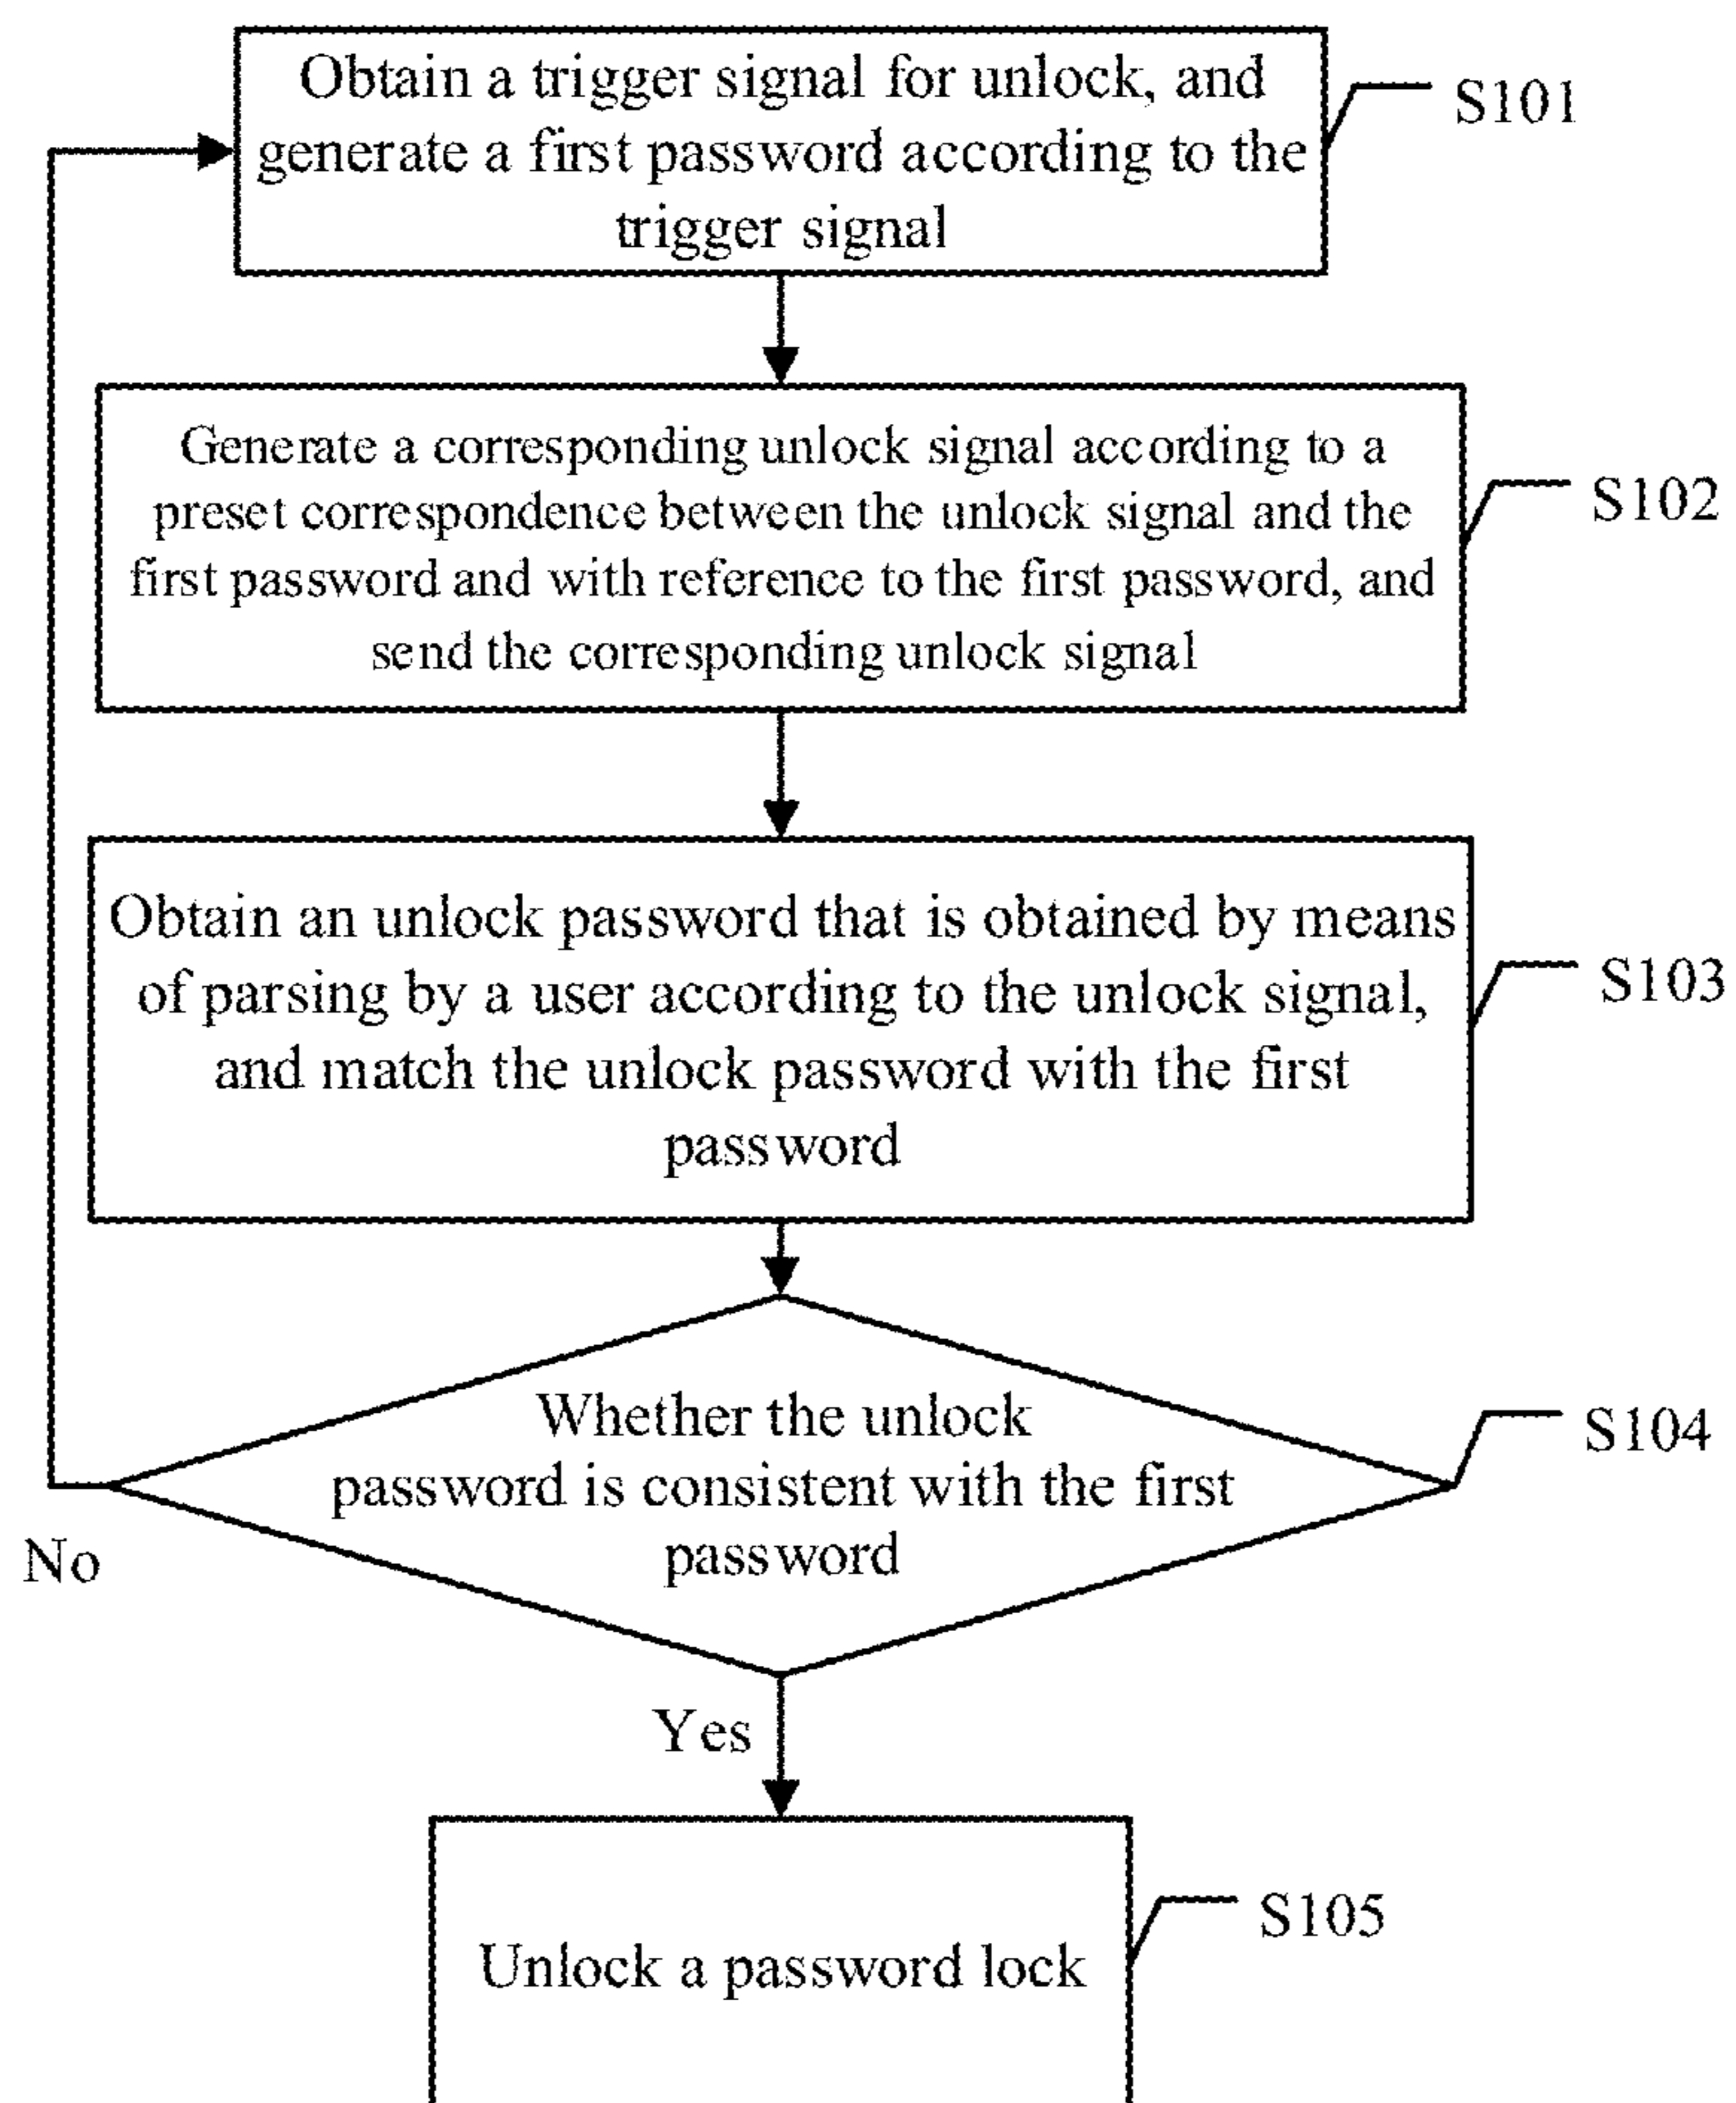 Obtain a trigger signal for unlock, and
generate a first password according to the
trigger signal
S101
Generate a corresponding unlock signal according to a
preset correspondence between the unlock signal and the
first password and with reference to the first password, and
send the corresponding unlock signal
S102
Obtain an unlock password that is obtained by means
of parsing by a user according to the unlock signal,
and match the unlock password with the first
password
S103
Whether the unlock
password is consistent with the first
password
S104
No
Yes
Unlock a password lock
S105